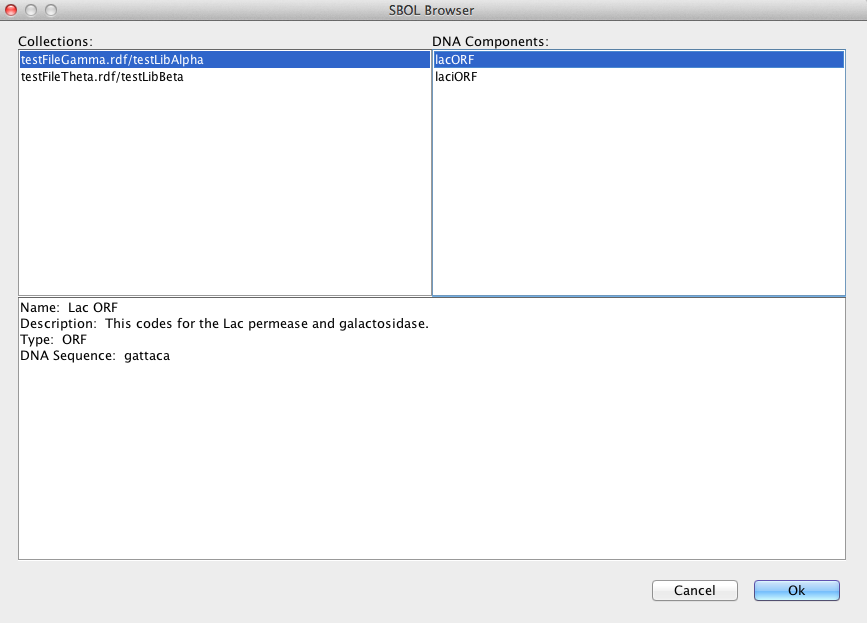 SBOL Browser
Collections:
DNA Components:
testFileGamma.rdf/testLibAlpha
testFileTheta.rdf/testLibBeta
lacORF
laciORF
Name:  Lac ORF
Description:  This codes for the Lac permease and galactosidase.
Type:  ORF
DNA Sequence:  gattaca
Cancel
Ok